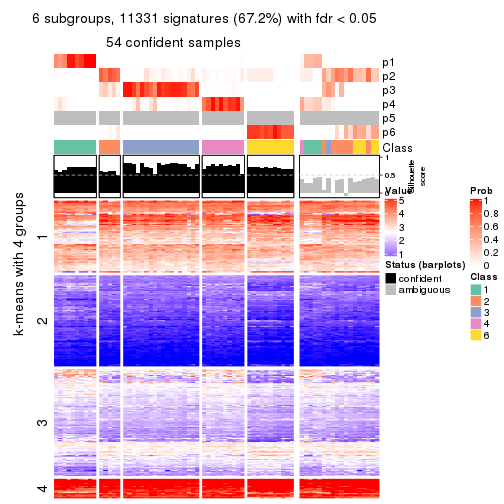 6 subgroups, 11331 signatures (67.2%) with fdr < 0.05
54 confident samples
p1
p2
p3
p4
p5
p6
Class
1
0.5
0
Silhouette
score
k-means with 4 groups
1
2
3
4
Value
5
4
3
2
1
Status (barplots)
confident
ambiguous
Prob
1
0.8
0.6
0.4
0.2
0
Class
1
2
3
4
6